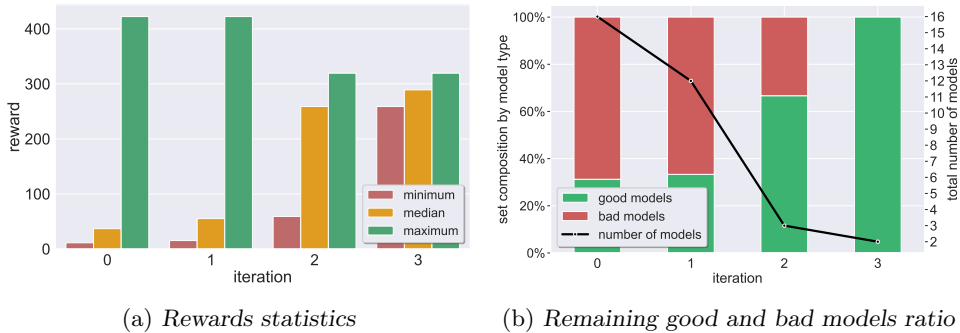 400
300
200
100
0
reward
minimum
median
maximum
0 1 2 3
iteration
(a) Rewards statistics
100%
80%
60%
40%
20%
0%
set composition by model type
good models
bad models
number of models
16
15
14
13
12
11
10
9
8
7
6
5
4
3
2
total number of models
0 1 2 3
iteration
(b) Remaining good and bad models ratio